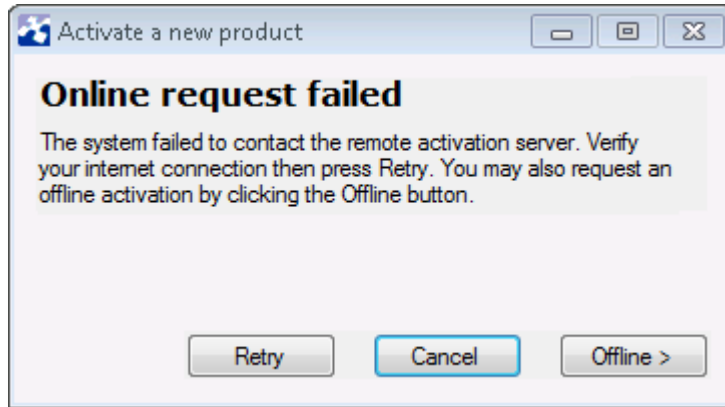 Activate a new product
Online request failed
The system failed to contact the remote activation server. Verify
your internet connection then press Retry. You may also request an
offline activation by clicking the Offline button.
Retry Cancel Offline >